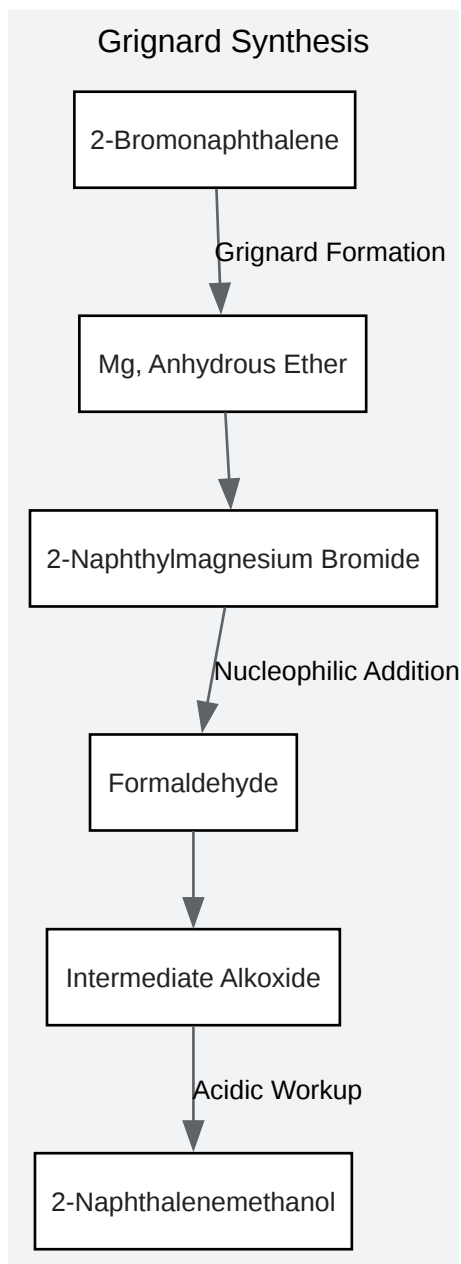 Grignard Synthesis
2-Bromonaphthalene
Grignard Formation
Mg, Anhydrous Ether
2-Naphthylmagnesium Bromide
Nucleophilic Addition
Formaldehyde
Intermediate Alkoxide
Acidic Workup
2-Naphthalenemethanol